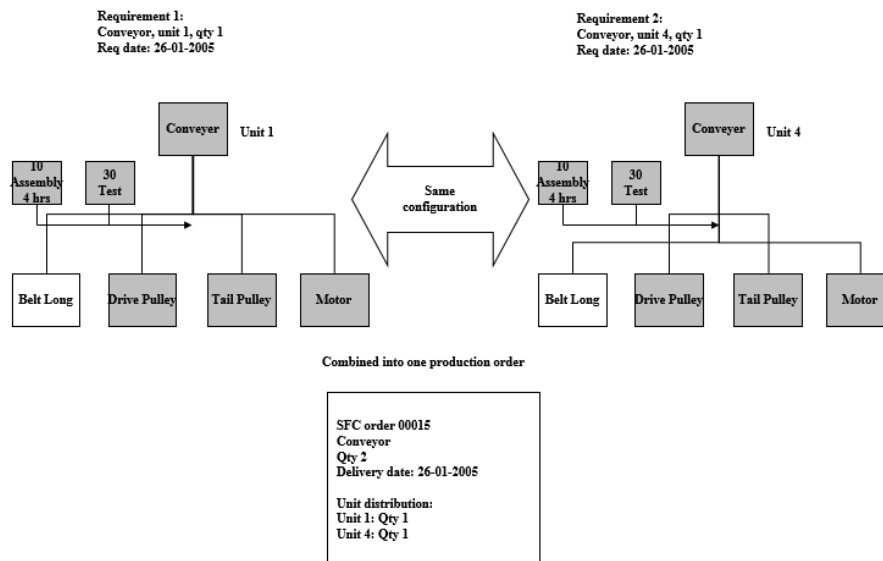 Requirement 1:
Conveyor, unit 1, qty 1
Req date: 26-01-2005
Requirement 2:
Conveyor, unit 4, qty 1
Req date: 26-01-2005
Conveyer
Unit 1
10
Assembly
4 hrs
30
Test
Belt Long
Drive Pulley
Tail Pulley
Motor
Same
configuration
Conveyer
Unit 4
10
Assembly
4 hrs
30
Test
Belt Long
Drive Pulley
Tail Pulley
Motor
Combined into one production order
SFC order 00015
Conveyor
Qty 2
Delivery date: 26-01-2005
Unit distribution:
Unit 1: Qty 1
Unit 4: Qty 1